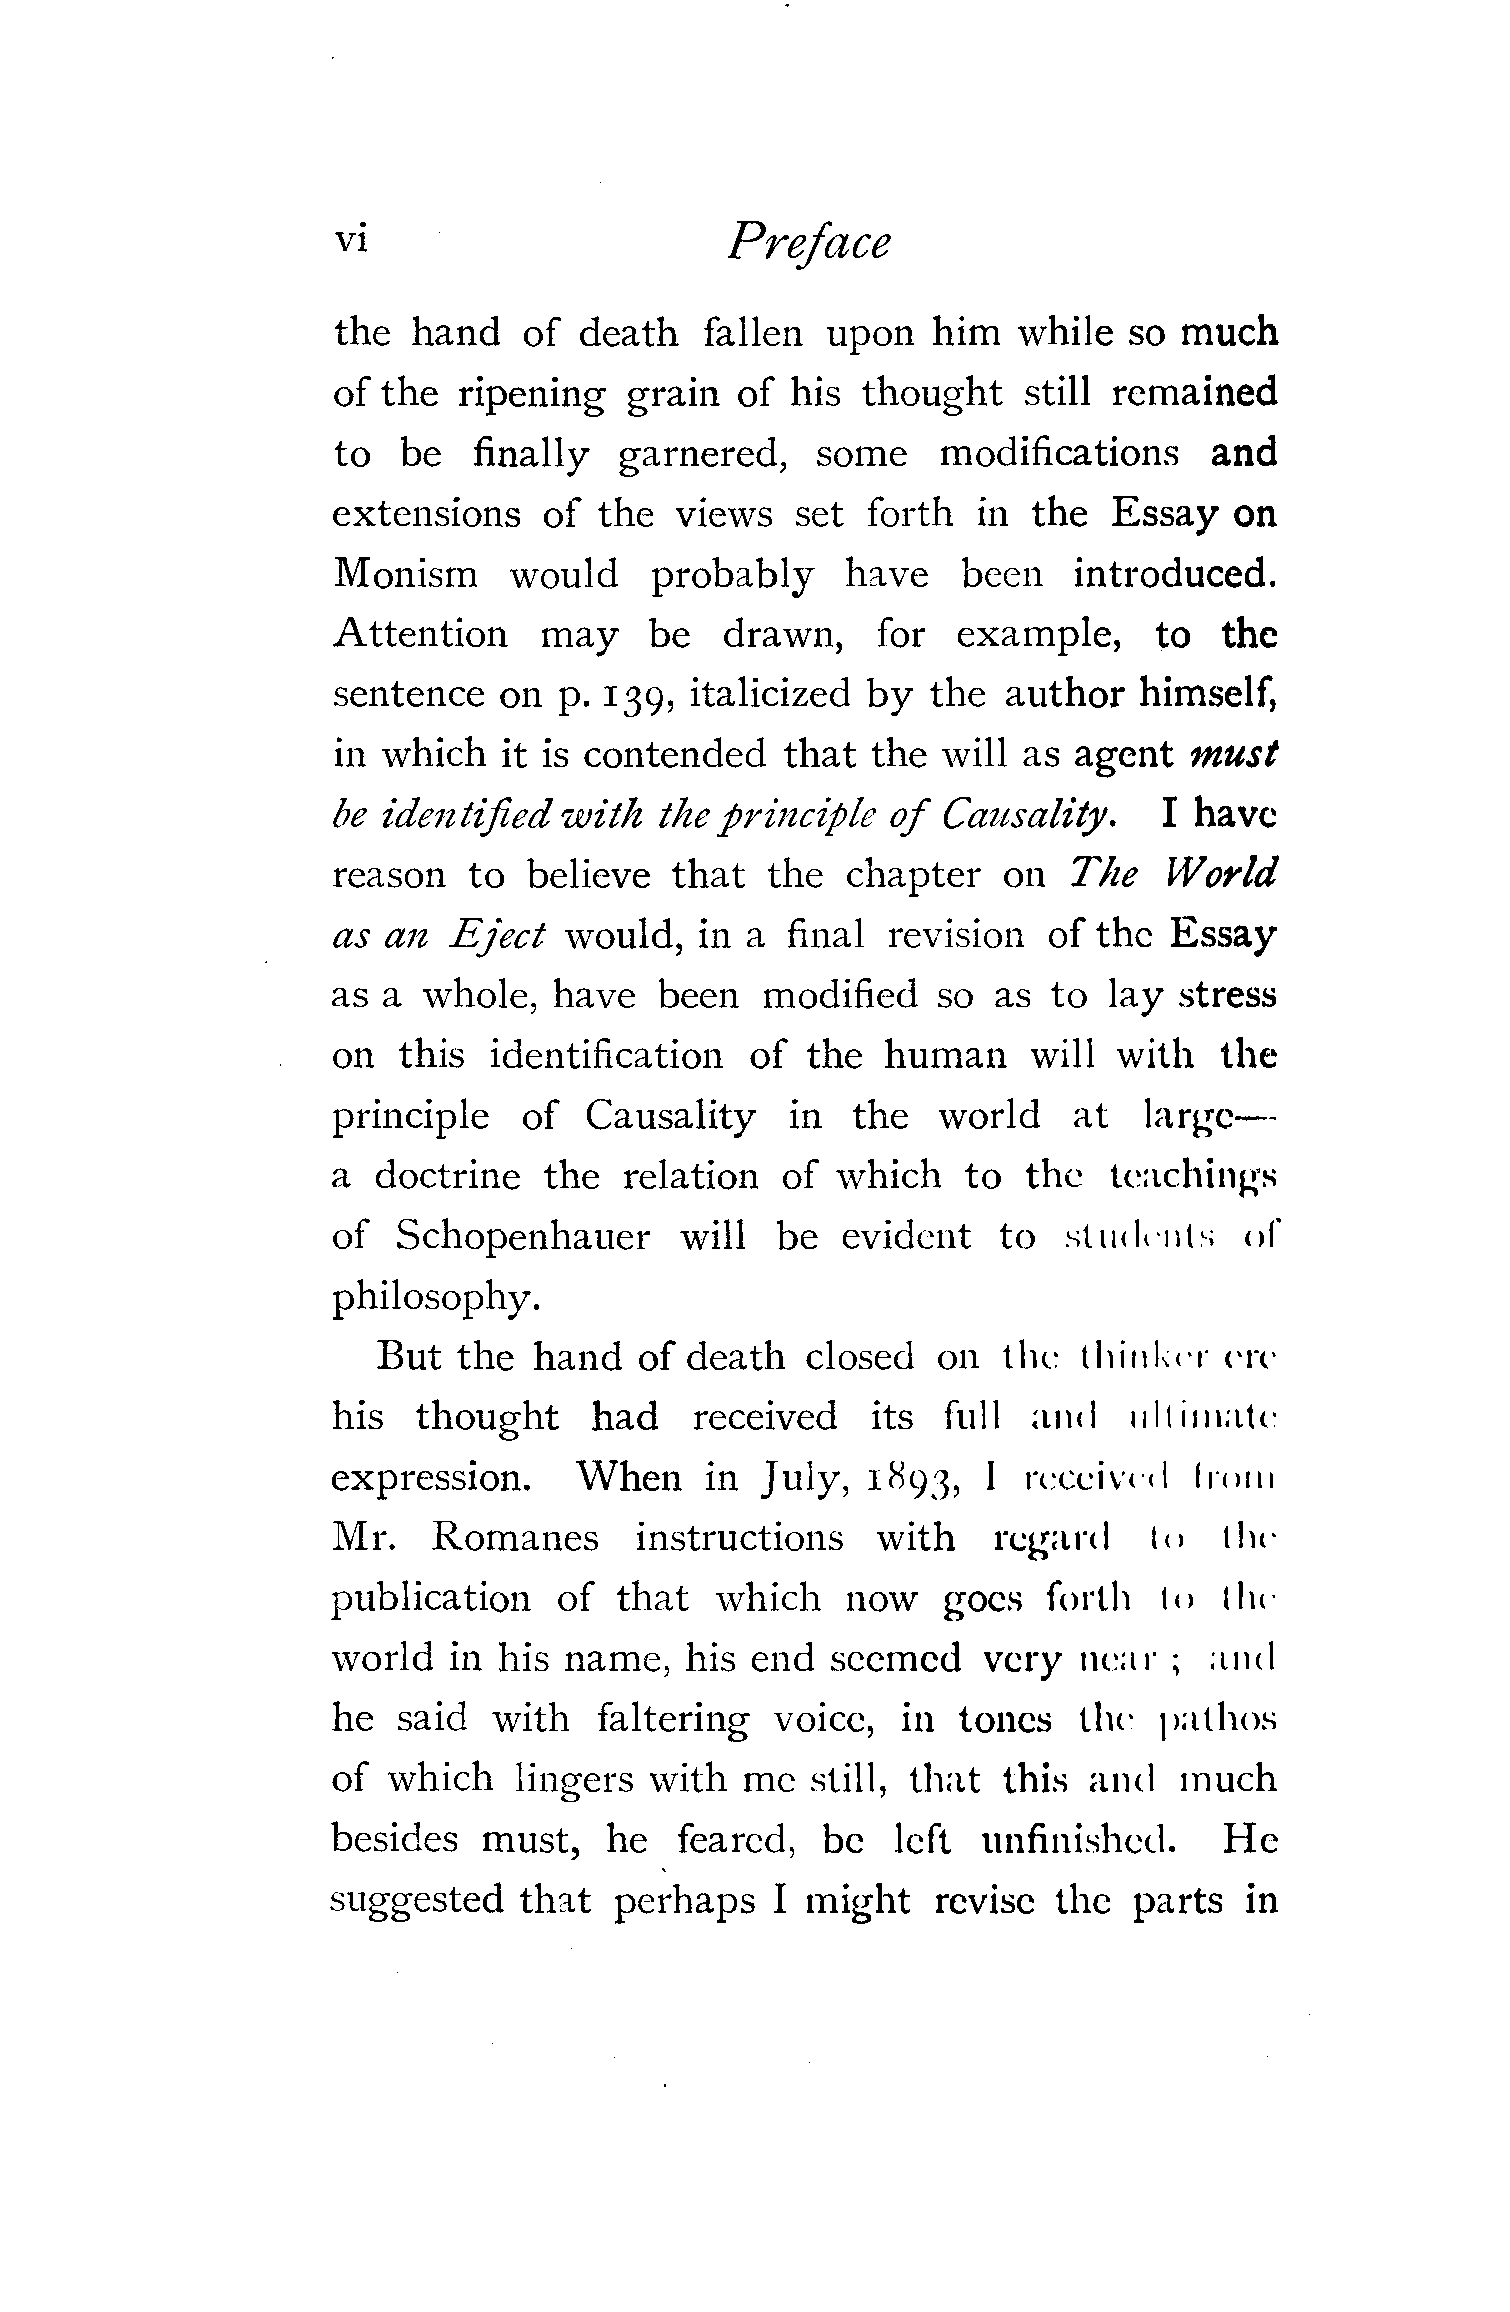 vi Preface
the hand of death fallen upon him while so much
of the ripening grain of his thought still remained
to be finally garnered, some modifications and
extensions of the views set forth in the Essay on
Monism would probably have been introduced.
Attention may be drawn, for example, to the
sentence on p. 139, italicized by the author himself,
in which it is contended that the will as agent must
be identified with the principle of Causality. I have
reason to believe that the chapter on The World
as an Eject would, in a final revision of the Essay
as a whole, have been modified so as to lay stress
on this identification of the human will with the
principle of Causality in the world at large—
a doctrine the relation of which to the teachings
of Schopenhauer will be evident to students of
philosophy.
But the hand of death closed on the thinker ere
his thought had received its full and ultimate
expression. When in July, 1893, I received from
Mr. Romanes instructions with regard to the
publication of that which now goes forth to the
world in his name, his end seemed very near ; and
he said with faltering voice, in tones the pathos
of which lingers with me still, that this and much
besides must, he feared, be left unfinished. He
suggested that perhaps I might revise the parts in